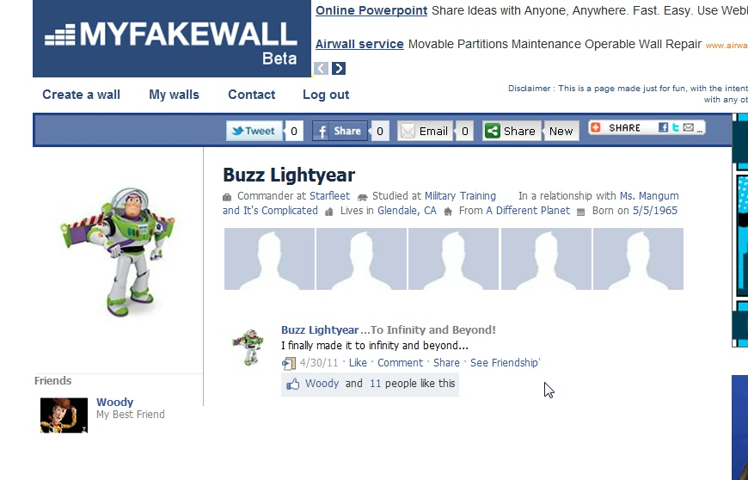 Online Powerpoint Share Ideas with Anyone, Anywhere. Fast. Easy. Use
MYFAKEWALL
Beta
Airwall service Movable Partitions Maintenance Operable Wall Repair
Create a wall My walls Contact Log out
Disclaimer : This is a page made just for fun, with the
with any
Tweet 0 Share 0 Email 0 Share New SHARE
Buzz Lightyear
Commander at Starfleet Studied at Military Training In a relationship with Ms. Mangum
and It's Complicated Lives in Glendale, CA From A Different Planet Born on 5/5/1965
Buzz Lightyear ...To Infinity and Beyond!
I finally made it to infinity and beyond...
4/30/11 · Like · Comment · Share · See Friendship'
Woody and 11 people like this
Friends
Woody
My Best Friend